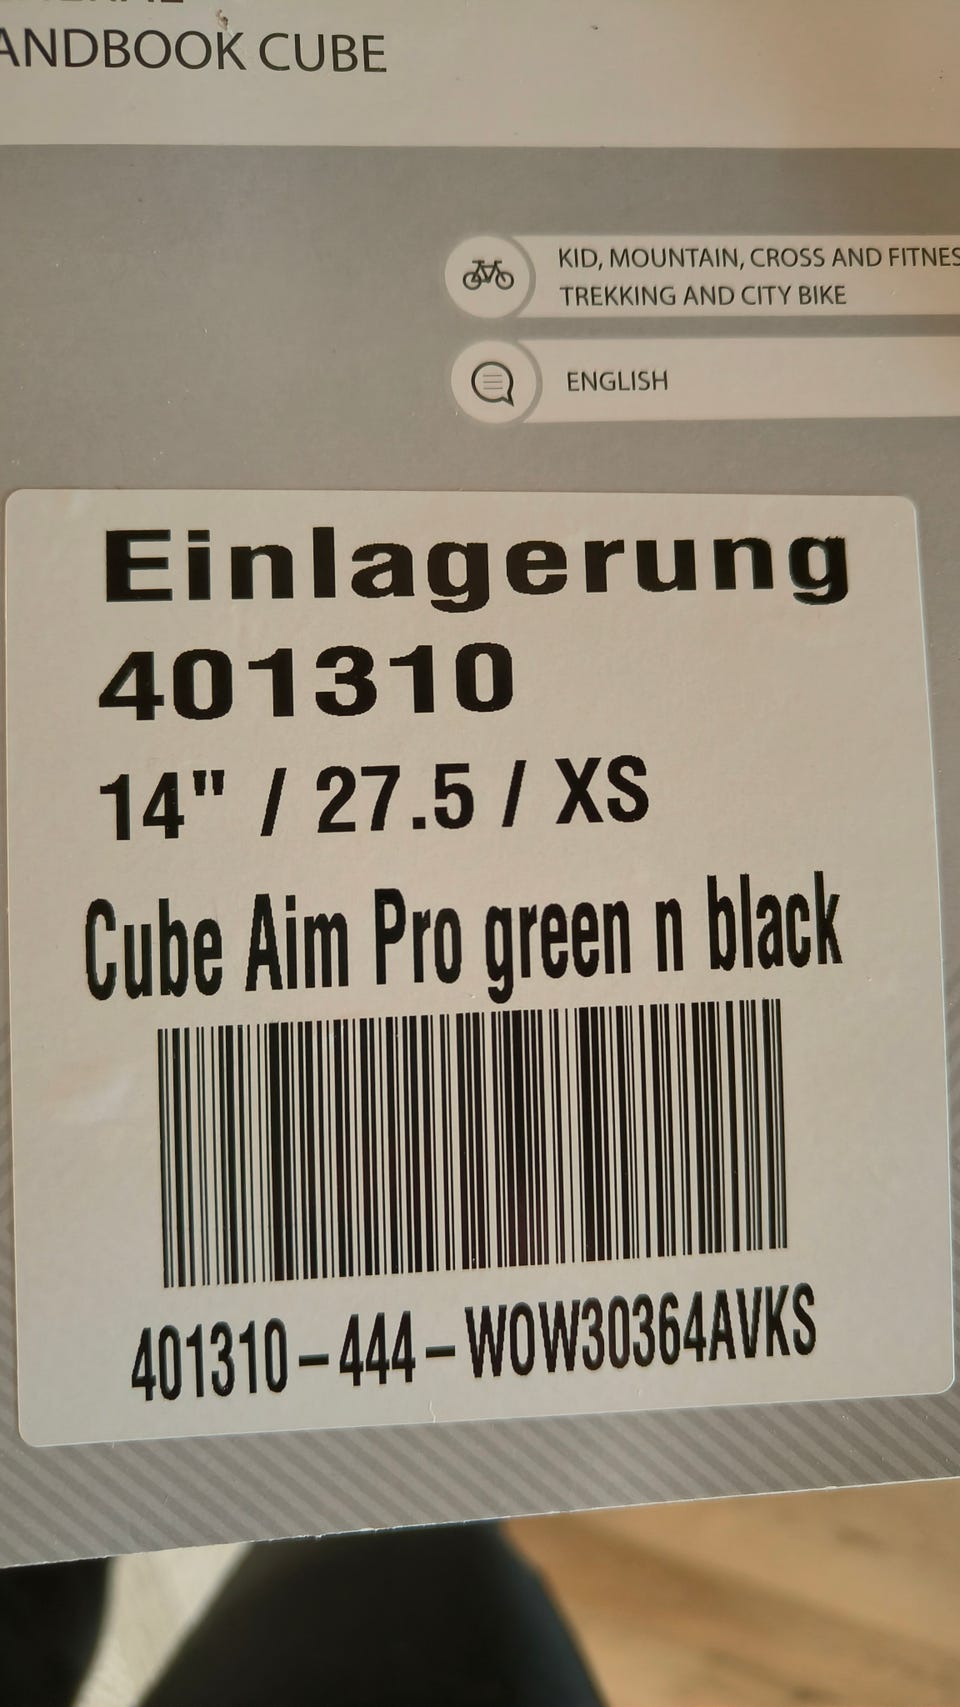 ANDBOOK CUBE
KID, MOUNTAIN, CROSS AND FITNES
TREKKING AND CITY BIKE
ENGLISH
Einlagerung
401310
14" / 27.5 / XS
Cube Aim Pro green n black
401310-444-WOW30364AVKS